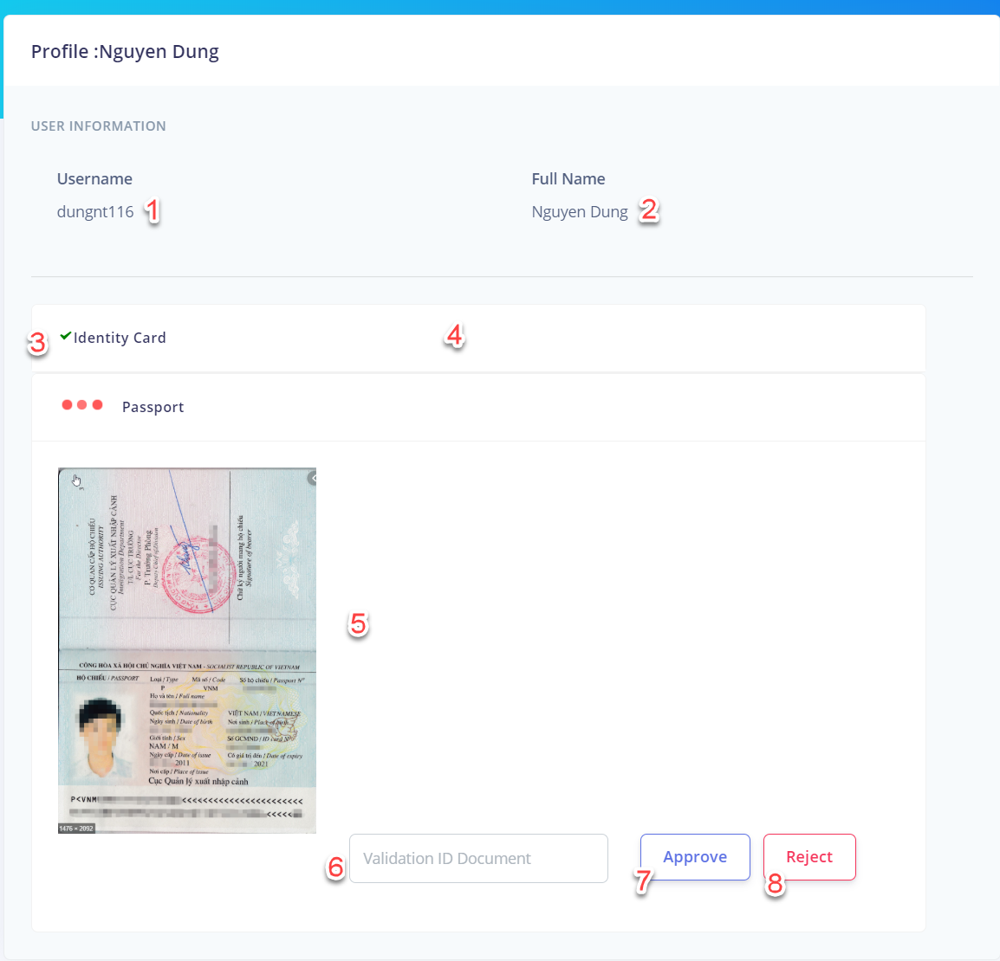 Profile :Nguyen Dung
USER INFORMATION
Username
Full Name
dungnt116 1
Nguyen Dung 2
3 Identity Card 4
Passport
CƠ QUAN CẤP HỘ CHIẾU
ISSUING AUTHORITY
CỤC QUẢN LÝ XUẤT NHẬP CẢNH
Immigration Department
T/L CỤC TRƯỞNG
For the Director
P. Trưởng Phòng
Chữ ký người mang hộ chiếu
Signature of bearer
5
CỘNG HÒA XÃ HỘI CHỦ NGHĨA VIỆT NAM - SOCIALIST REPUBLIC OF VIETNAM
HỘ CHIẾU / PASSPORT
Loại / Type
Mã số / Code
Số hộ chiếu / Passport Nº
P
VNM
Họ và tên / Full name
Quốc tịch / Nationality
VIỆT NAM / VIETNAMESE
Ngày sinh / Date of birth
Nơi sinh / Place of birth
Giới tính / Sex
Số GCMND / ID card Nº
NAM / M
Ngày cấp / Date of issue
Có giá trị đến / Date of expiry
2011
2021
Nơi cấp / Place of issue
Cục Quản lý xuất nhập cảnh
P<VNM <<<<<<<<<<<<<<<<<<<<<<<
<<<<<
1476 × 2092
6 Validation ID Document
7 Approve
8 Reject